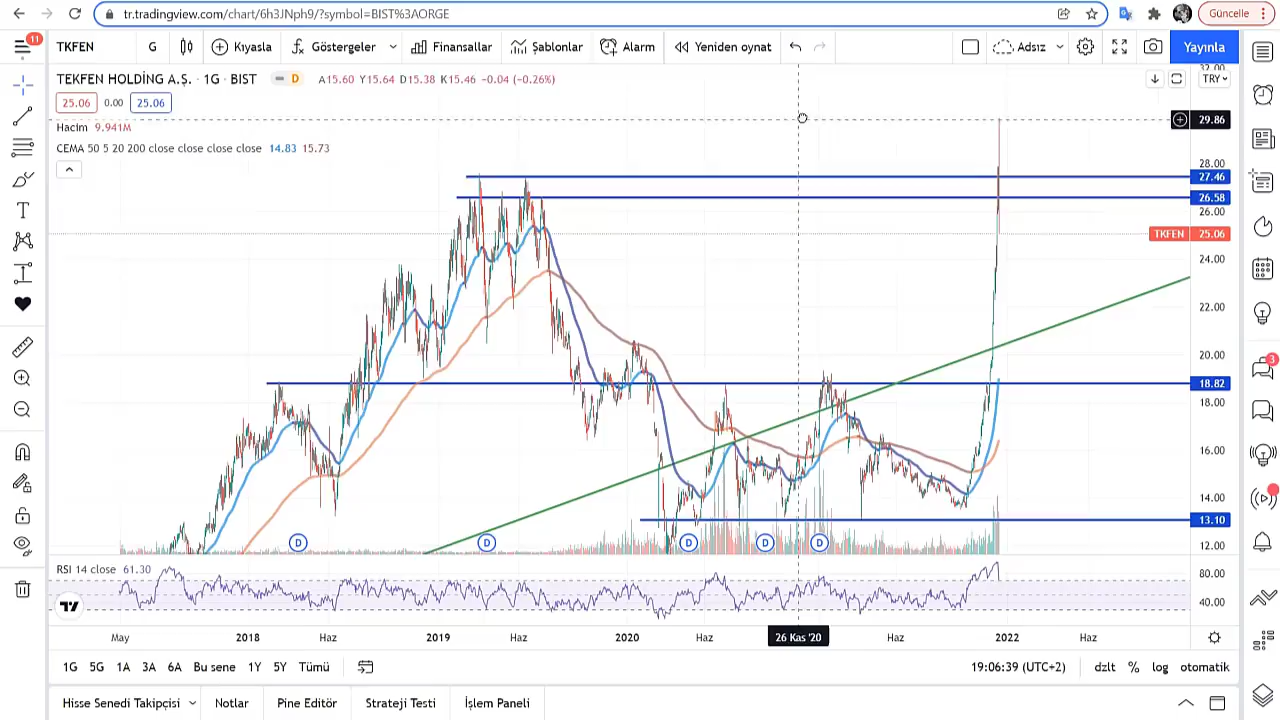 tr.tradingview.com/chart/6h3JNph9/?symbol=BIST%3AORGE
Güncelle
11
TKFEN
G
Kıyasla
Göstergeler
Finansallar
Şablonlar
Alarm
Yeniden oynat
Adsız
Yayınla
TEKFEN HOLDİNG A.Ş. · 1G · BIST
D
A15.60 Y15.64 D15.38 K15.46 -0.04 (-0.26%)
32.00
TRY
25.06 0.00 25.06
Hacim 9.941M
CEMA 50 5 20 200 close close close close 14.83 15.73
29.86
28.00
27.46
26.58
26.00
TKFEN 25.06
24.00
22.00
20.00
18.82
18.00
16.00
14.00
13.10
12.00
D D D D D
3
RSI 14 close 61.30
80.00
40.00
May 2018 Haz 2019 Haz 2020 Haz 26 Kas '20 Haz 2022 Haz
1G 5G 1A 3A 6A Bu sene 1Y 5Y Tümü
19:06:39 (UTC+2) dzlt % log otomatik
Hisse Senedi Takipçisi Notlar Pine Editör Strateji Testi İşlem Paneli